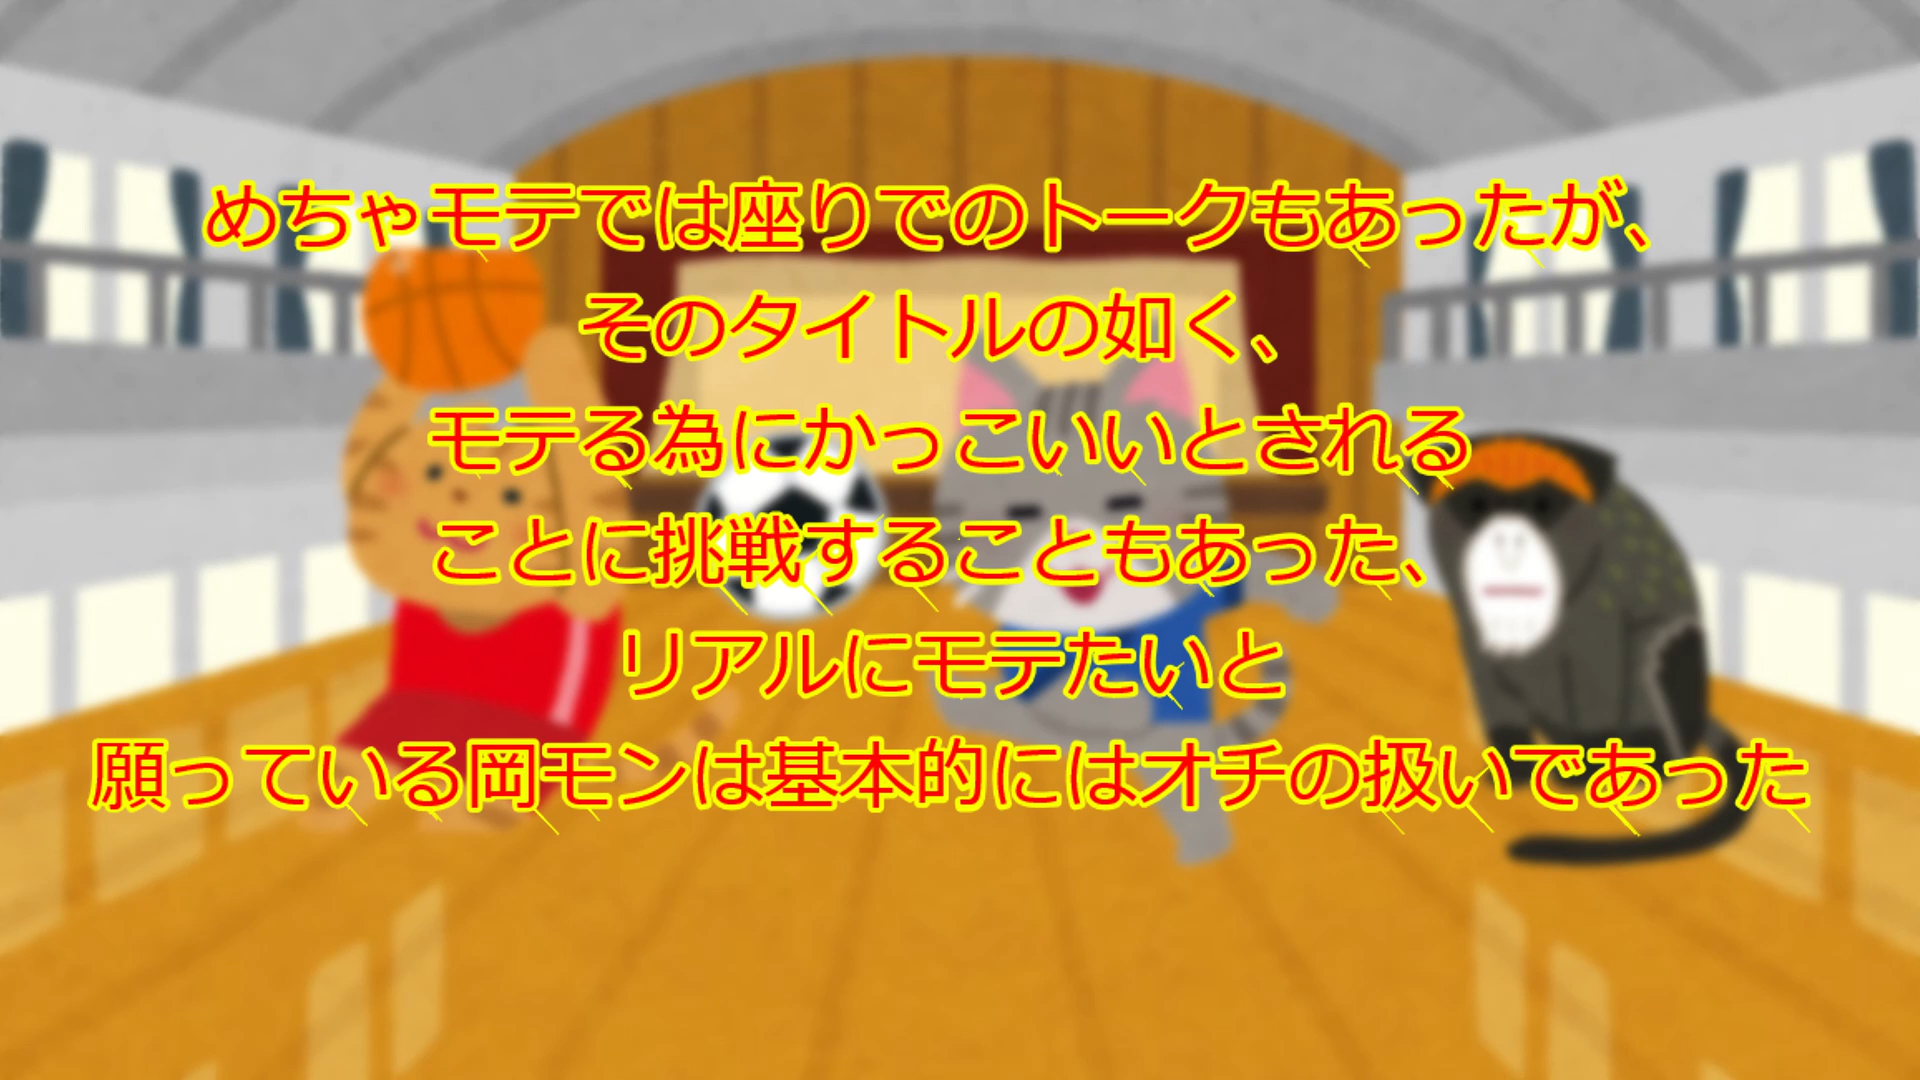 めちゃモテでは座りでのトークもあったが、
そのタイトルの如く、
モテる為にかっこいいとされる
ことに挑戦することもあった、
リアルにモテたいと
願っている岡モンは基本的にはオチの扱いであった